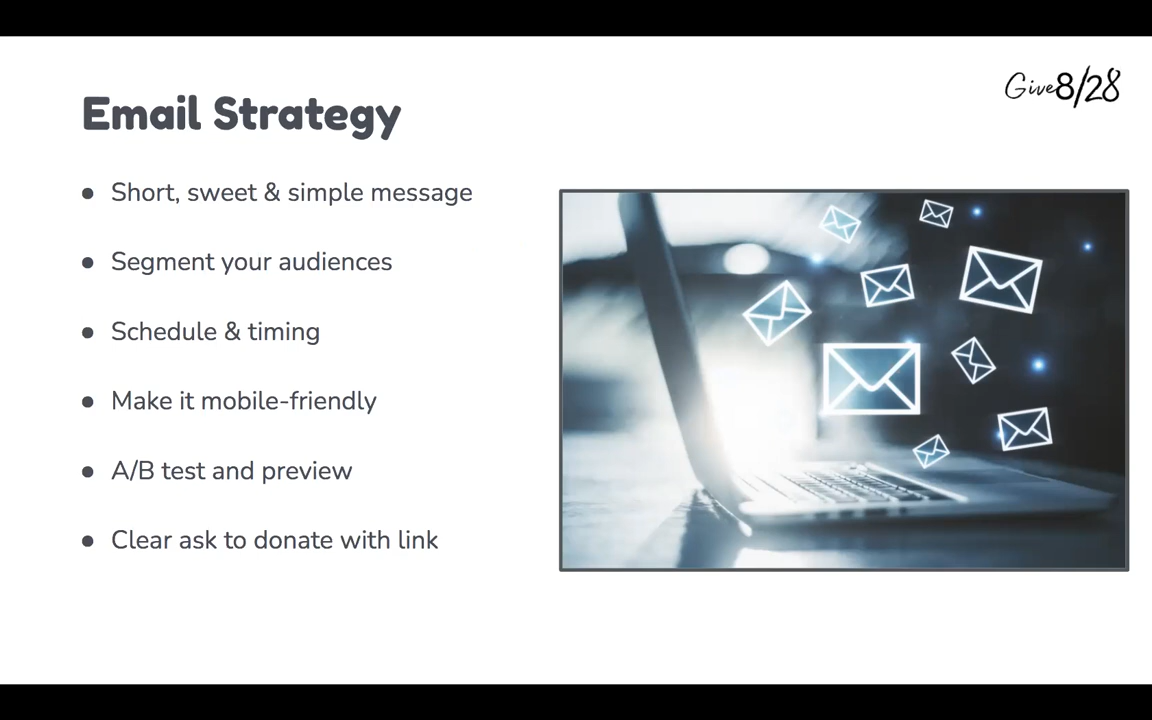 Give8/28
Email Strategy
● Short, sweet & simple message
● Segment your audiences
● Schedule & timing
● Make it mobile-friendly
● A/B test and preview
● Clear ask to donate with link